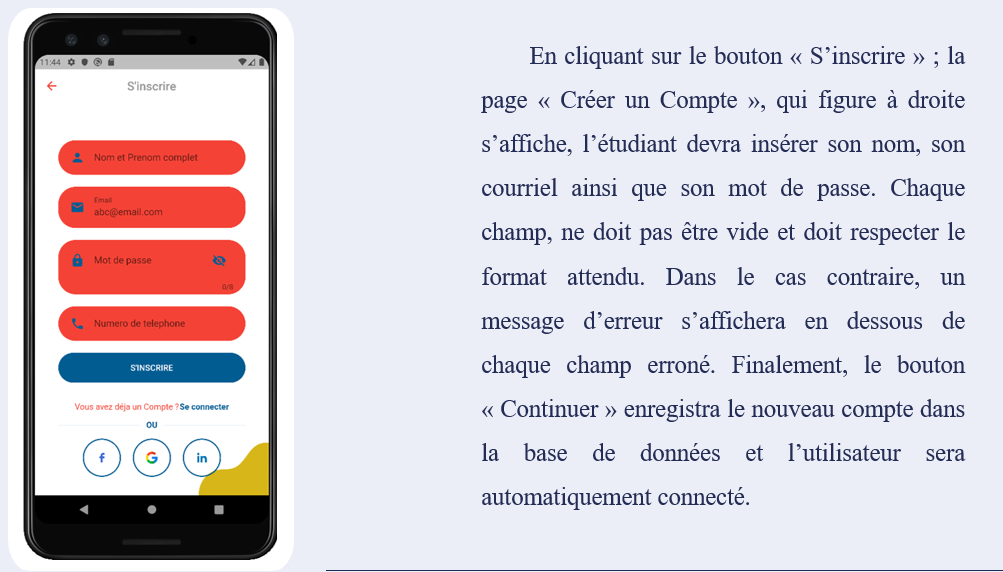 11:44
S'inscrire
Nom et Prenom complet
Email
abc@email.com
Mot de passe
0/8
Numero de telephone
S'INSCRIRE
Vous avez déja un Compte ? Se connecter
OU
f G in
En cliquant sur le bouton « S’inscrire » ; la
page « Créer un Compte », qui figure à droite
s’affiche, l’étudiant devra insérer son nom, son
courriel ainsi que son mot de passe. Chaque
champ, ne doit pas être vide et doit respecter le
format attendu. Dans le cas contraire, un
message d’erreur s’affichera en dessous de
chaque champ erroné. Finalement, le bouton
« Continuer » enregistra le nouveau compte dans
la base de données et l’utilisateur sera
automatiquement connecté.